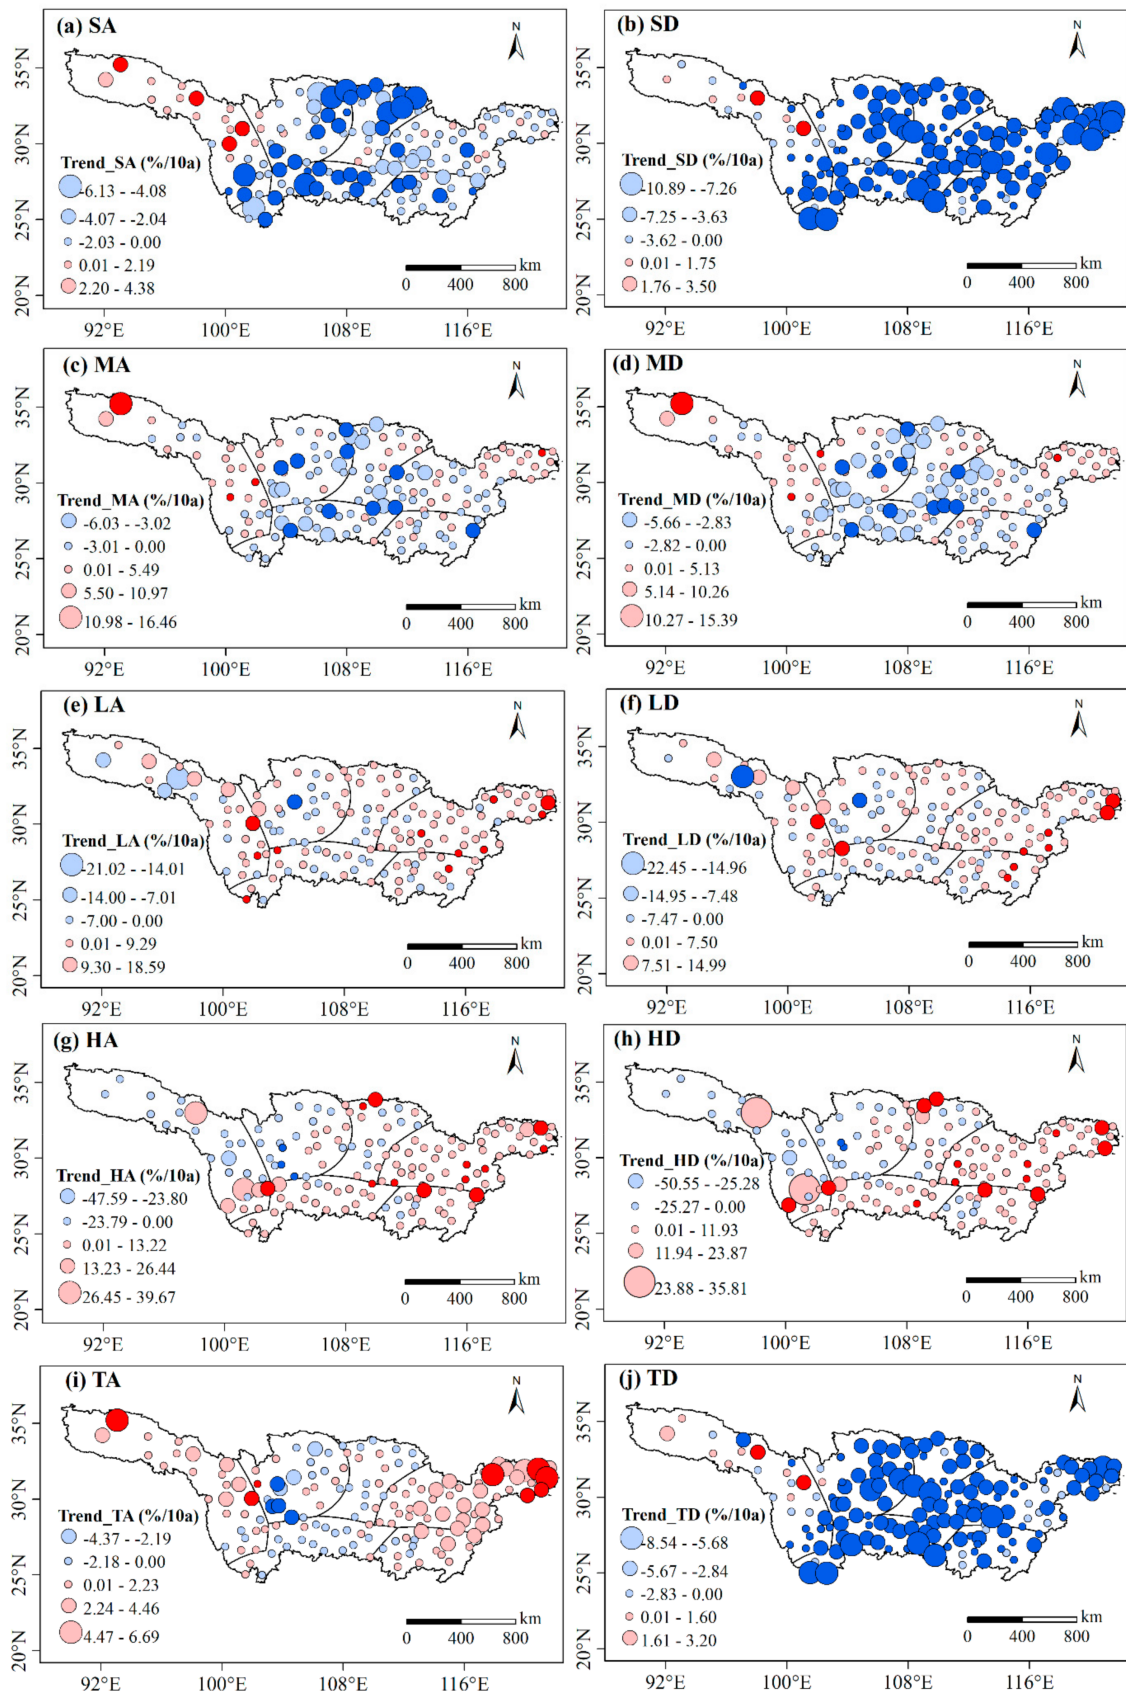 (a) SA
N
35°N
30°N
25°N
20°N
Trend_SA (%/10a)
-6.13 - -4.08
-4.07 - -2.04
-2.03 - 0.00
0.01 - 2.19
2.20 - 4.38
km
0 400 800
92°E 100°E 108°E 116°E
(b) SD
N
35°N
30°N
25°N
20°N
Trend_SD (%/10a)
-10.89 - -7.26
-7.25 - -3.63
-3.62 - 0.00
0.01 - 1.75
1.76 - 3.50
km
0 400 800
92°E 100°E 108°E 116°E
(c) MA
N
35°N
30°N
25°N
20°N
Trend_MA (%/10a)
-6.03 - -3.02
-3.01 - 0.00
0.01 - 5.49
5.50 - 10.97
10.98 - 16.46
km
0 400 800
92°E 100°E 108°E 116°E
(d) MD
N
35°N
30°N
25°N
20°N
Trend_MD (%/10a)
-5.66 - -2.83
-2.82 - 0.00
0.01 - 5.13
5.14 - 10.26
10.27 - 15.39
km
0 400 800
92°E 100°E 108°E 116°E
(e) LA
N
35°N
30°N
25°N
20°N
Trend_LA (%/10a)
-21.02 - -14.01
-14.00 - -7.01
-7.00 - 0.00
0.01 - 9.29
9.30 - 18.59
km
0 400 800
92°E 100°E 108°E 116°E
(f) LD
N
35°N
30°N
25°N
20°N
Trend_LD (%/10a)
-22.45 - -14.96
-14.95 - -7.48
-7.47 - 0.00
0.01 - 7.50
7.51 - 14.99
km
0 400 800
92°E 100°E 108°E 116°E
(g) HA
N
35°N
30°N
25°N
20°N
Trend_HA (%/10a)
-47.59 - -23.80
-23.79 - 0.00
0.01 - 13.22
13.23 - 26.44
26.45 - 39.67
km
0 400 800
92°E 100°E 108°E 116°E
(h) HD
N
35°N
30°N
25°N
20°N
Trend_HD (%/10a)
-50.55 - -25.28
-25.27 - 0.00
0.01 - 11.93
11.94 - 23.87
23.88 - 35.81
km
0 400 800
92°E 100°E 108°E 116°E
(i) TA
N
35°N
30°N
25°N
20°N
Trend_TA (%/10a)
-4.37 - -2.19
-2.18 - 0.00
0.01 - 2.23
2.24 - 4.46
4.47 - 6.69
km
0 400 800
92°E 100°E 108°E 116°E
(j) TD
N
35°N
30°N
25°N
20°N
Trend_TD (%/10a)
-8.54 - -5.68
-5.67 - -2.84
-2.83 - 0.00
0.01 - 1.60
1.61 - 3.20
km
0 400 800
92°E 100°E 108°E 116°E